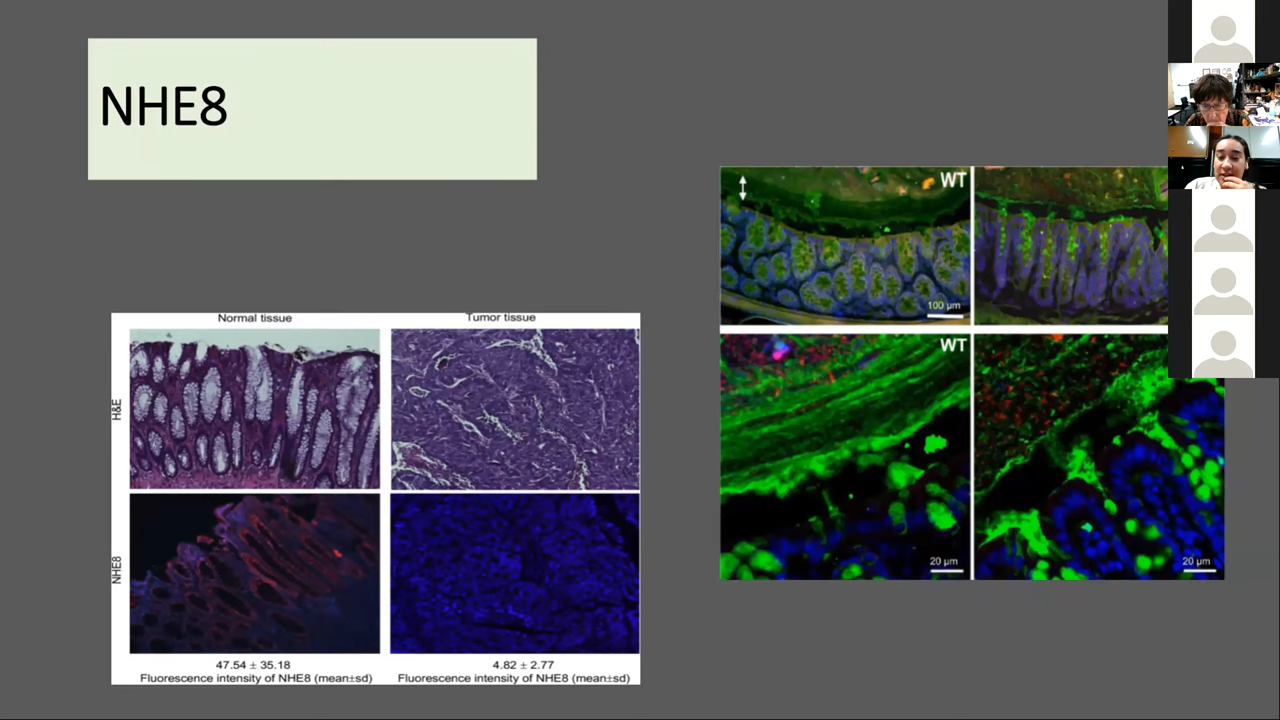 NHE8
Normal tissue
Tumor tissue
H&E
NHE8
47.54 ± 35.18
4.82 ± 2.77
Fluorescence intensity of NHE8 (mean±sd)
Fluorescence intensity of NHE8 (mean±sd)
WT
100 µm
WT
20 µm
20 µm